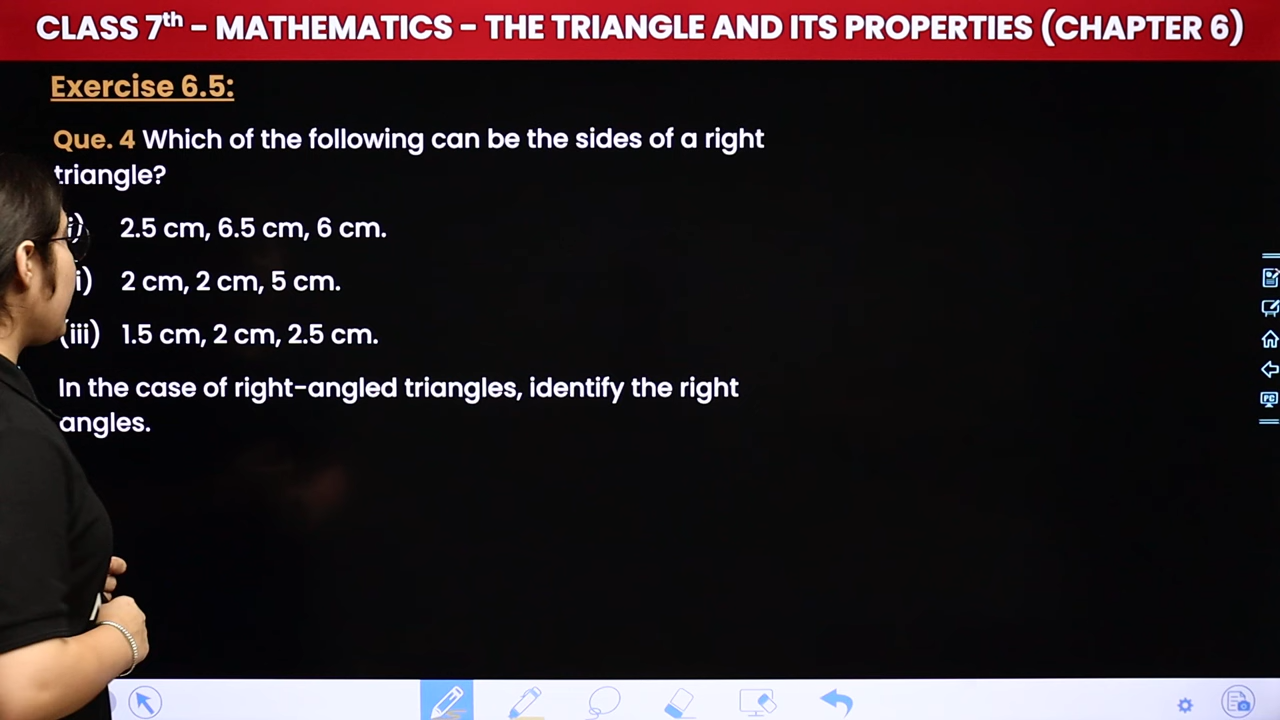 CLASS 7th - MATHEMATICS - THE TRIANGLE AND ITS PROPERTIES (CHAPTER 6)
Exercise 6.5:
Que. 4 Which of the following can be the sides of a right
triangle?
i) 2.5 cm, 6.5 cm, 6 cm.
i) 2 cm, 2 cm, 5 cm.
(iii) 1.5 cm, 2 cm, 2.5 cm.
In the case of right-angled triangles, identify the right
angles.
PC